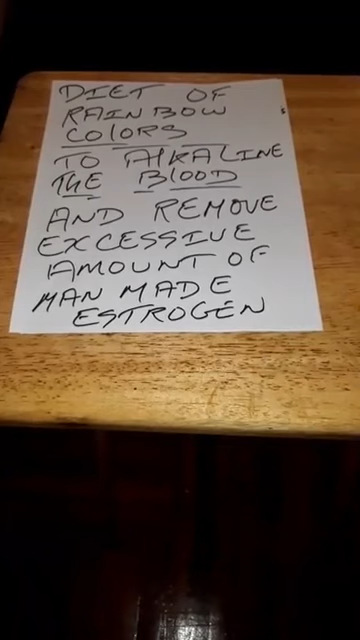 DIET OF
RAINBOW
COLORS
TO AlKALINE
THE BLOOD
AND REMOVE
EXCESSIVE
AMOUNT OF
MAN MADE
ESTROGEN